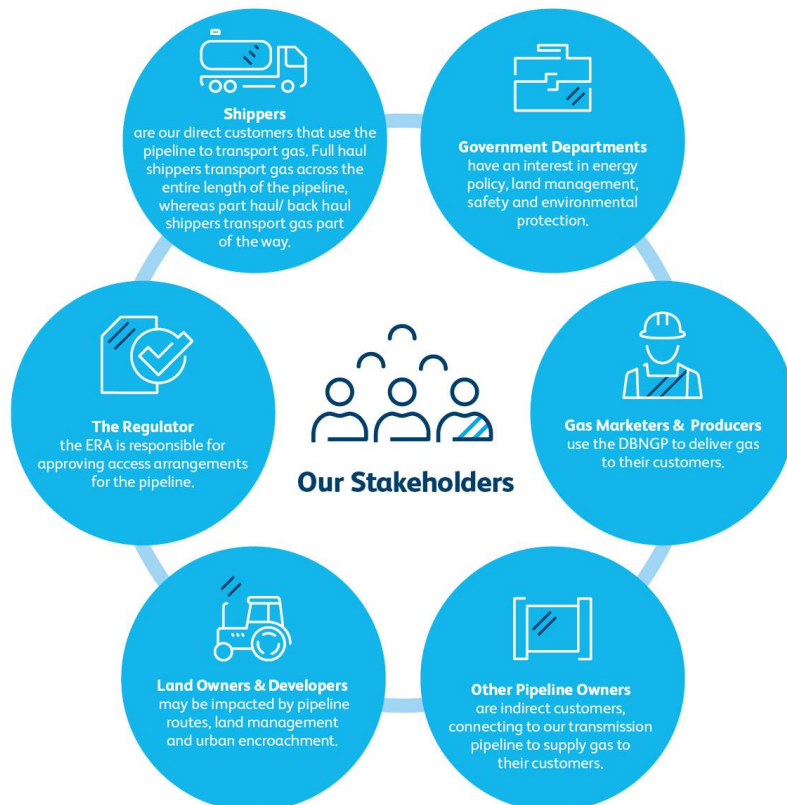 Shippers
are our direct customers that use the
pipeline to transport gas. Full haul
shippers transport gas across the
entire length of the pipeline,
whereas part haul/ back haul
shippers transport gas part
of the way.
Government Departments
have an interest in energy
policy, land management,
safety and environmental
protection.
The Regulator
the ERA is responsible for
approving access arrangements
for the pipeline.
Our Stakeholders
Gas Marketers & Producers
use the DBNGP to deliver gas
to their customers.
Land Owners & Developers
may be impacted by pipeline
routes, land management
and urban encroachment.
Other Pipeline Owners
are indirect customers,
connecting to our transmission
pipeline to supply gas to
their customers.